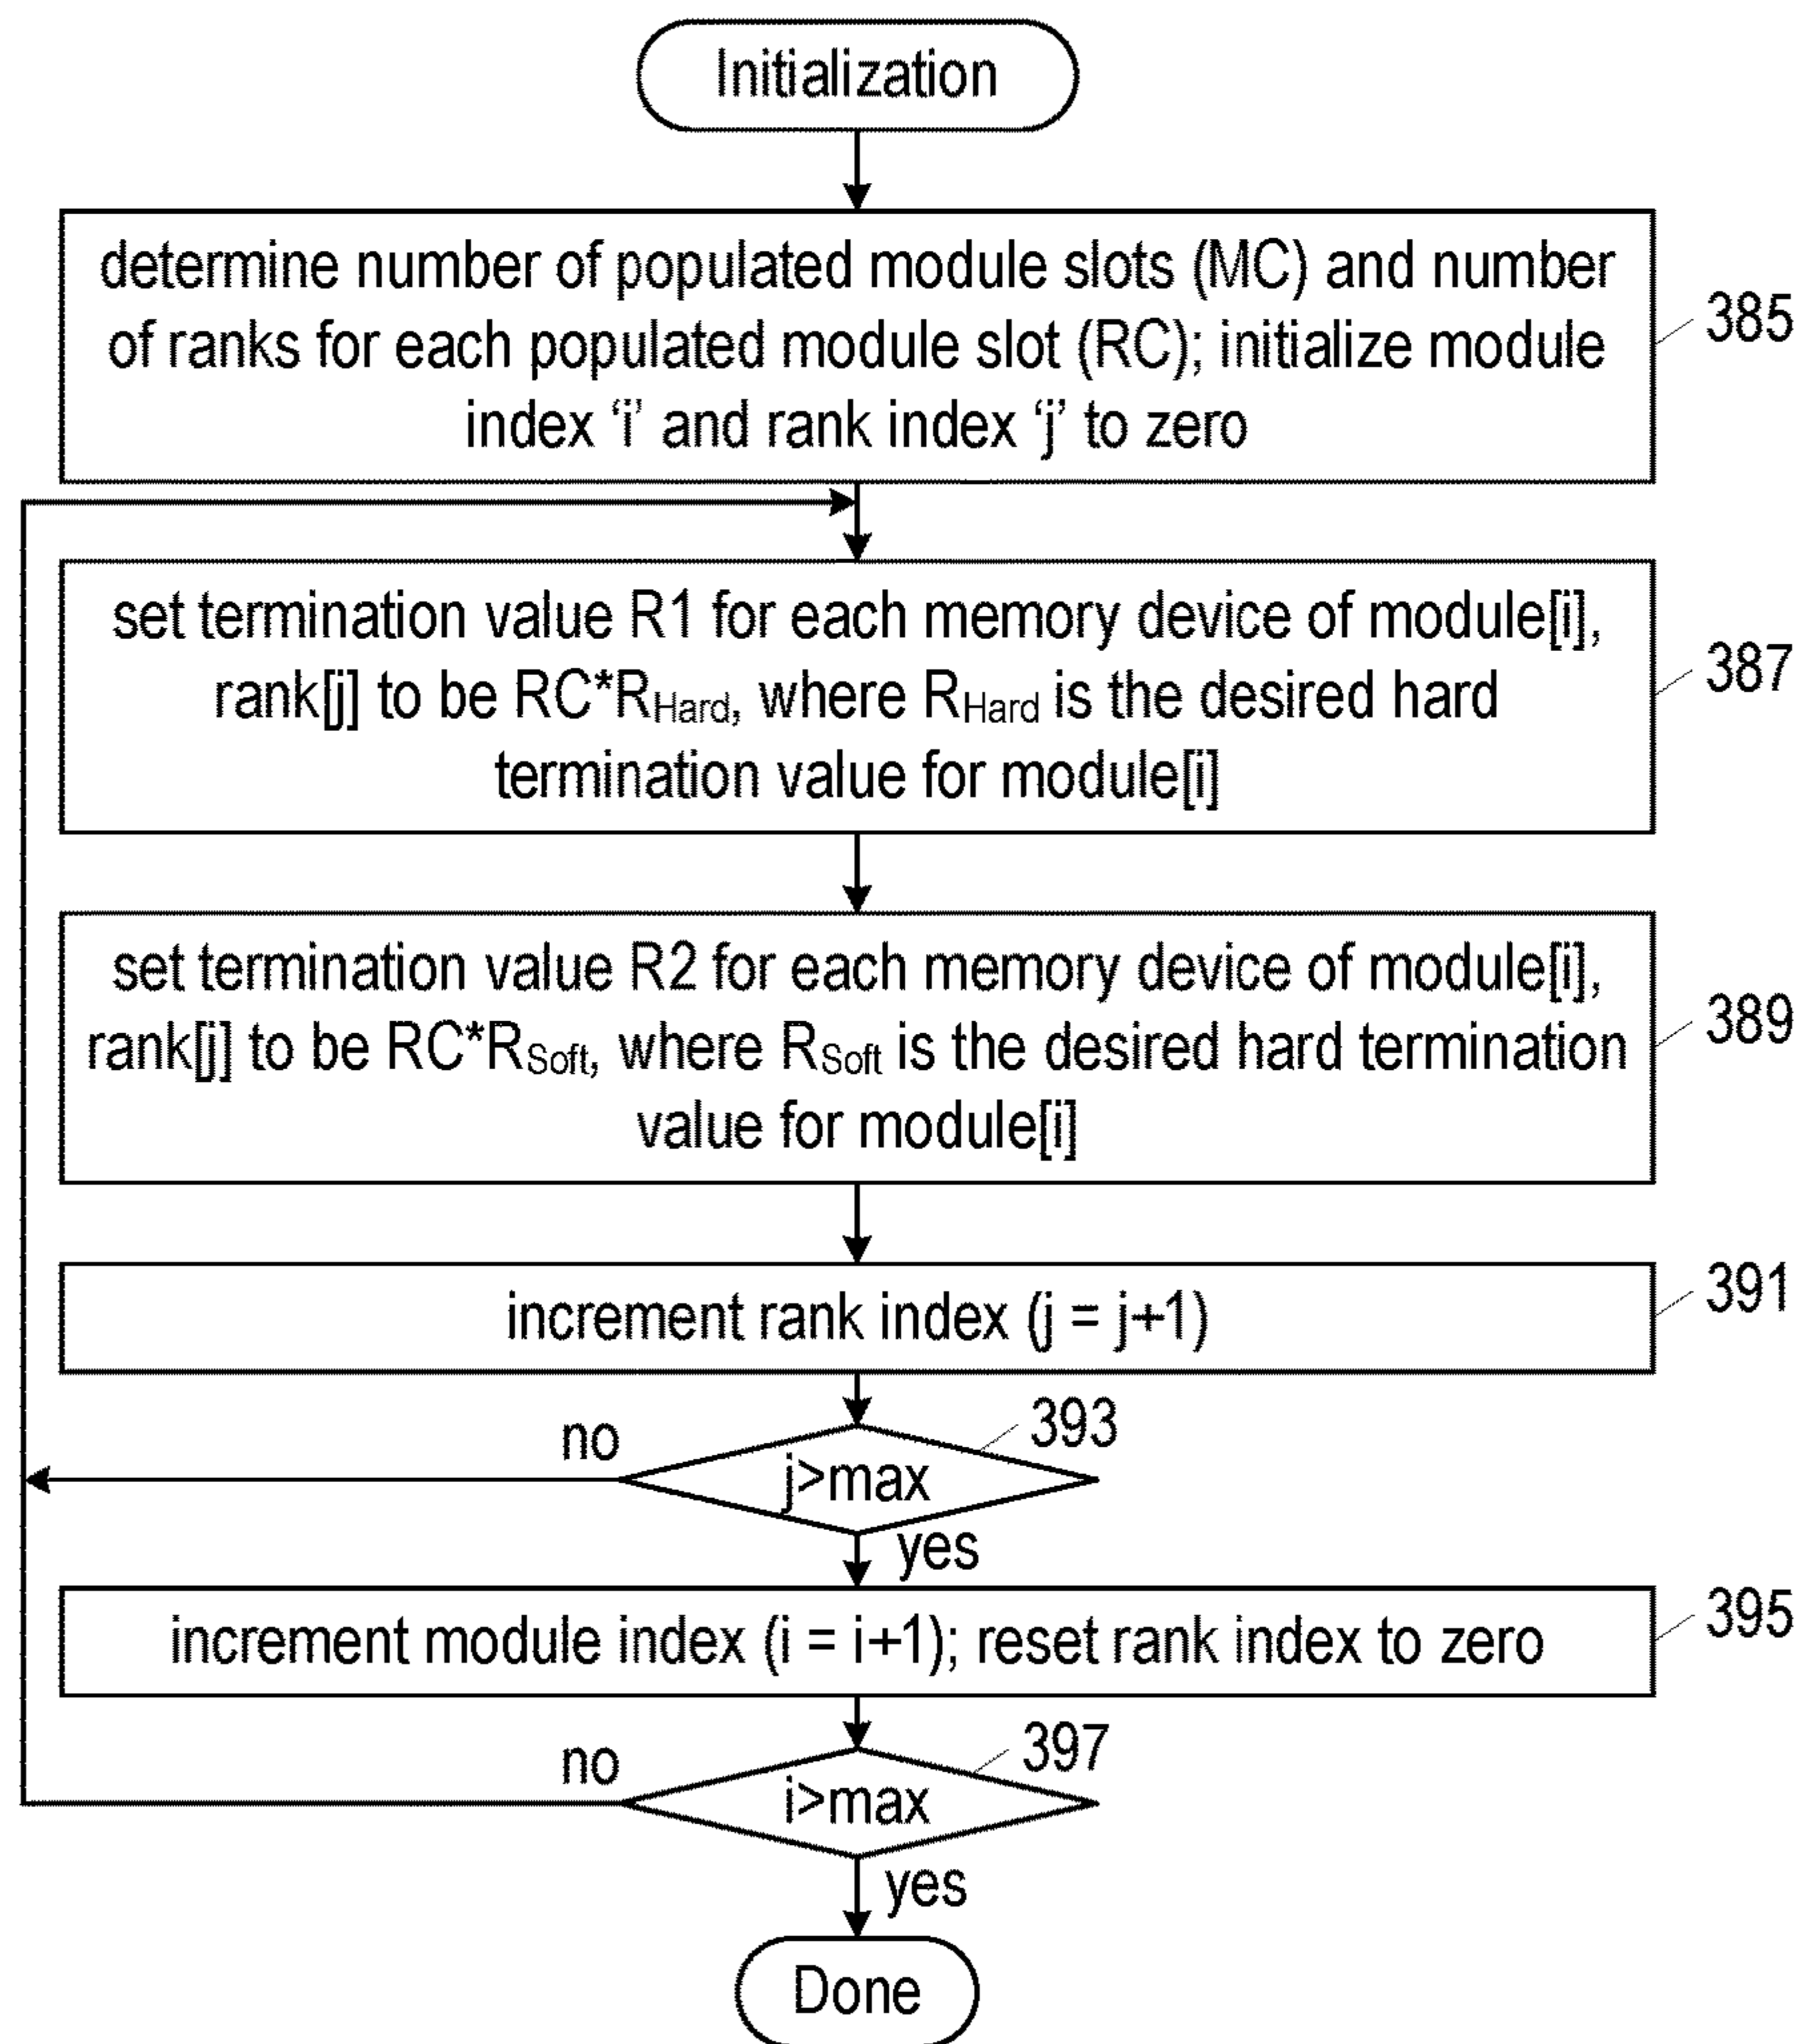 Initialization
determine number of populated module slots (MC) and number
of ranks for each populated module slot (RC); initialize module
index ‘i’ and rank index ‘j’ to zero
385
set termination value R1 for each memory device of module[i],
rank[j] to be RC*RHard, where RHard is the desired hard
termination value for module[i]
387
set termination value R2 for each memory device of module[i],
rank[j] to be RC*RSoft, where RSoft is the desired hard termination
value for module[i]
389
increment rank index (j = j+1)
391
393
no
j>max
yes
increment module index (i = i+1); reset rank index to zero
395
397
no
i>max
yes
Done